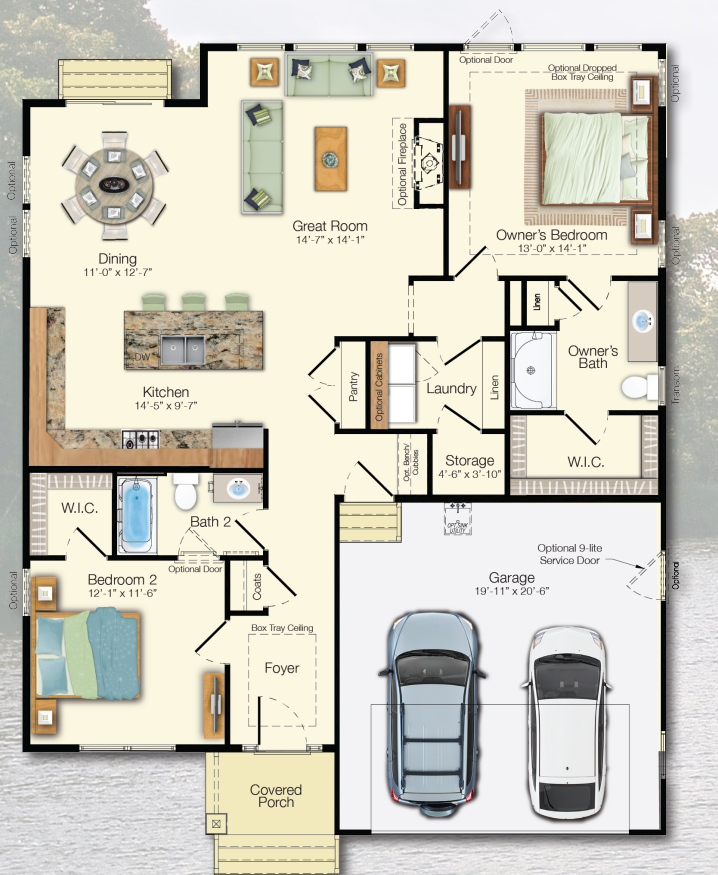 Optional Door
Optional Dropped
Box Tray Ceiling
Optional
Optional Fireplace
Optional
Great Room
14'-7" x 14'-1"
Owner's Bedroom
13'-0" x 14'-1"
Optional
Optional
Dining
11'-0" x 12'-7"
Linen
DW
Owner's
Bath
Transom
Kitchen
14'-5" x 9'-7"
Pantry
Optional Cabinets
Laundry
Linen
Opt. Bench/
Cubbies
Storage
4'-6" x 3'-10"
W.I.C.
W.I.C.
Bath 2
OPT. SINK
UTILITY
Optional 9-lite
Service Door
Optional
Optional Door
Optional
Bedroom 2
12'-1" x 11'-6"
Coats
Garage
19'-11" x 20'-6"
Box Tray Ceiling
Foyer
Covered
Porch